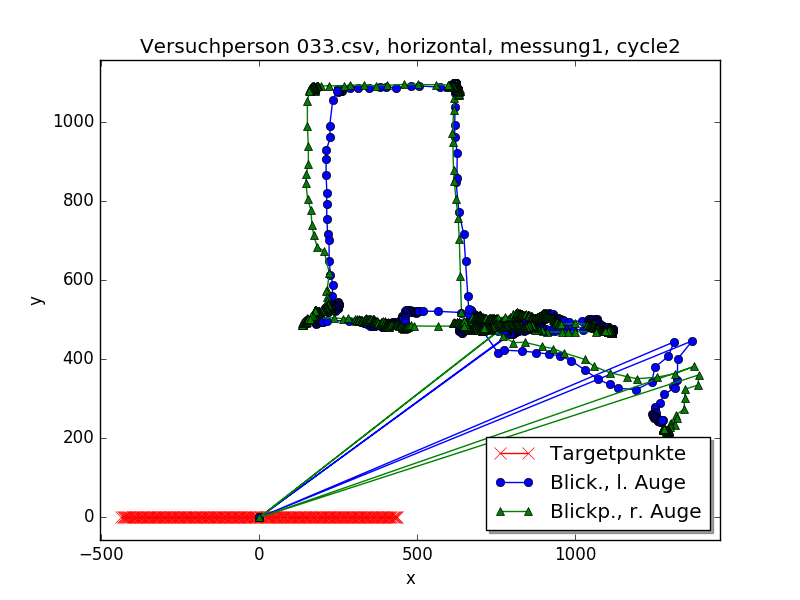 Versuchperson 033.csv, horizontal, messung1, cycle2
1000
800
600
400
200
0
y
−500
0
500
1000
x
Targetpunkte
Blick., l. Auge
Blickp., r. Auge